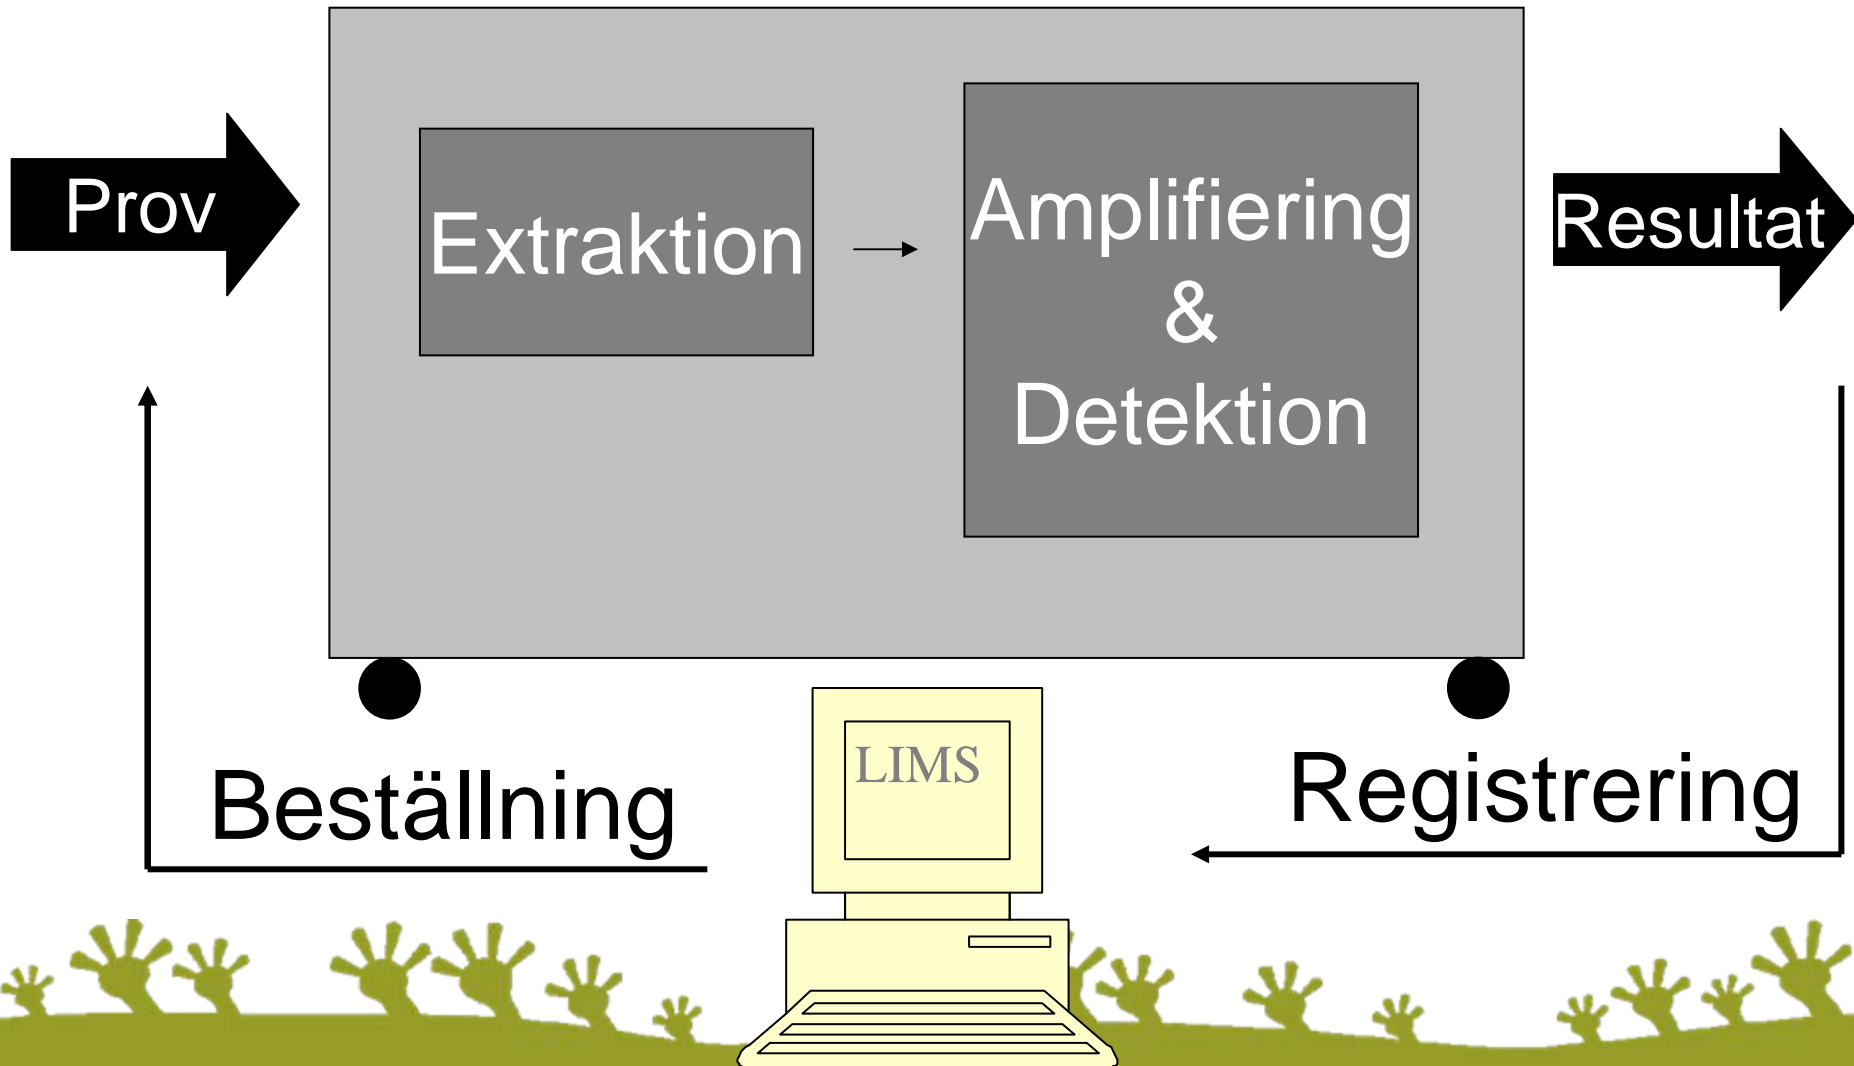 Prov
Extraktion
Amplifiering
&
Detektion
Resultat
Beställning
LIMS
Registrering